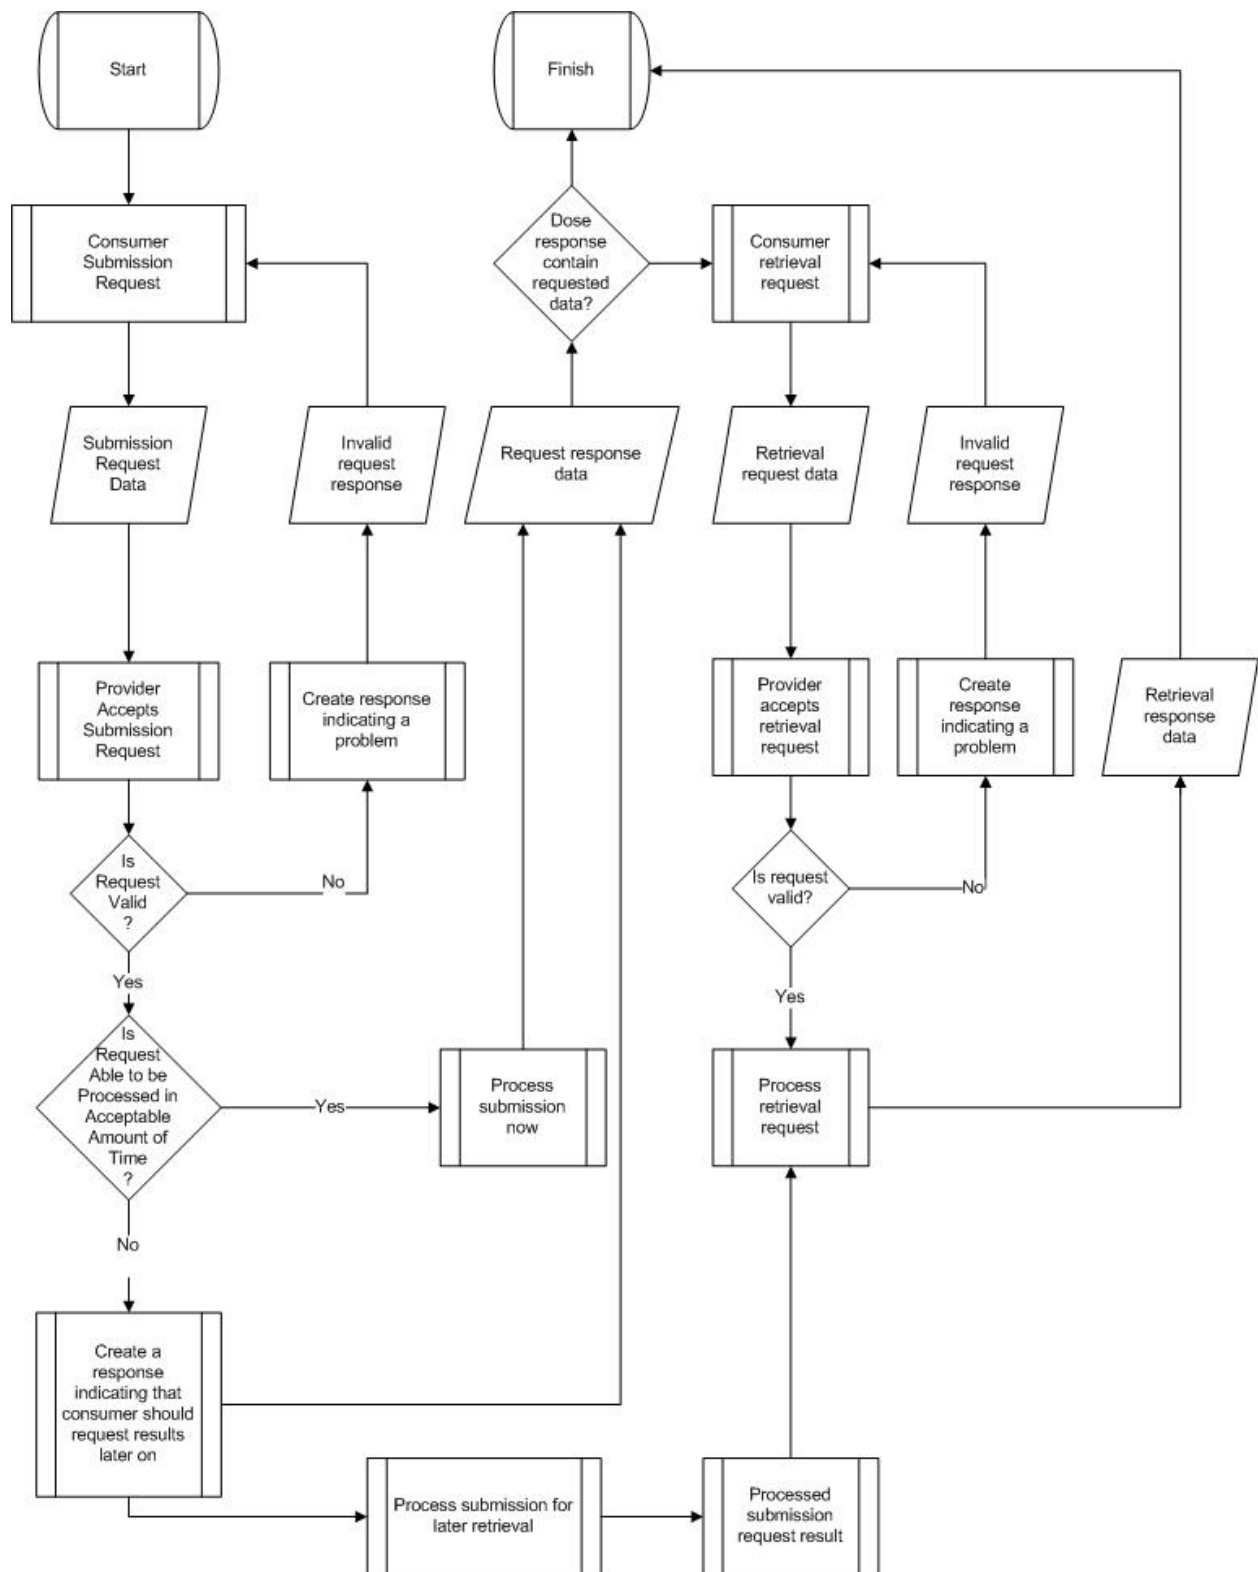 Start
Finish
Consumer
Submission
Request
Dose
response
contain
requested
data?
Consumer
retrieval
request
Submission
Request
Data
Invalid
request
response
Request response
data
Retrieval
request data
Invalid
request
response
Provider
Accepts
Submission
Request
Create response
indicating a
problem
Provider
accepts
retrieval
request
Create
response
indicating a
problem
Retrieval
response
data
Is
Request
Valid
?
No
Is request
valid?
No
Yes
Yes
Is
Request
Able to be
Processed in
Acceptable
Amount of
Time
?
Yes
Process
submission
now
Process
retrieval
request
No
Create a
response
indicating that
consumer should
request results
later on
Process submission for
later retrieval
Processed
submission
request result